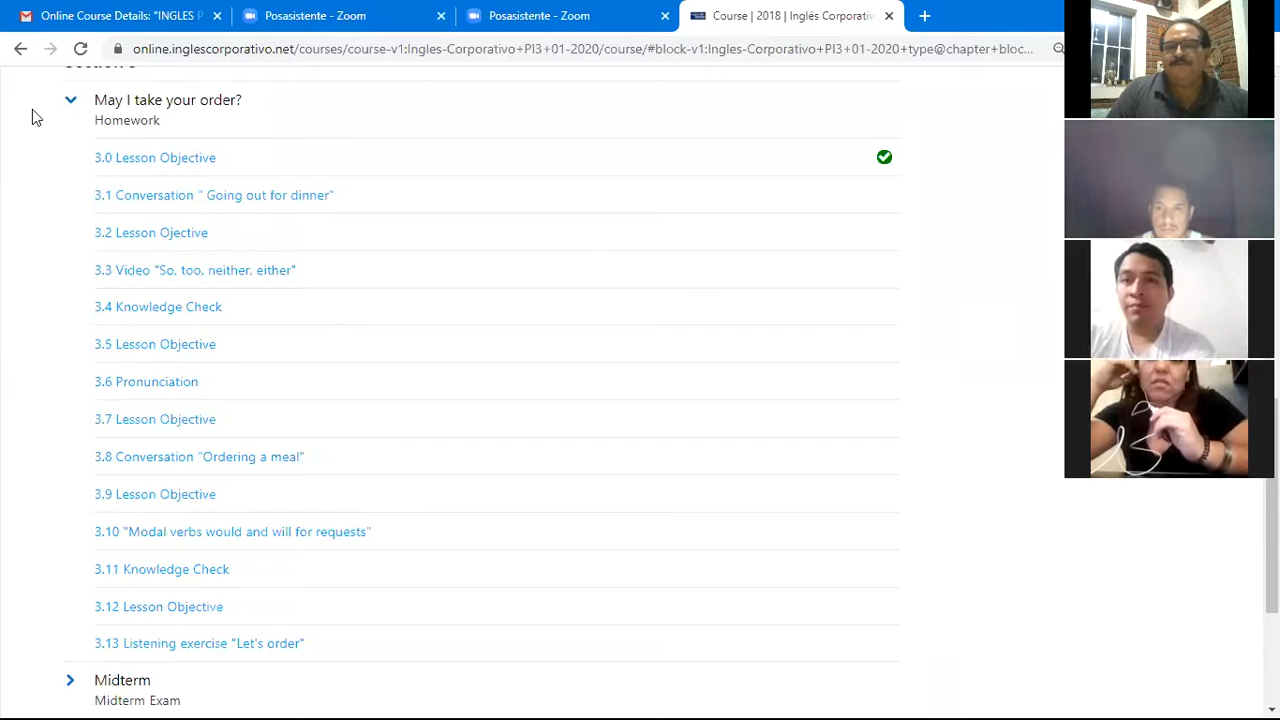 Online Course Details: "INGLES P
Posasistente - Zoom
Posasistente - Zoom
Course | 2018 | Inglés Corporativ
online.inglescorporativo.net/courses/course-v1:Ingles-Corporativo+PI3+01-2020/course/#block-v1:Ingles-Corporativo+PI3+01-2020+type@chapter+bloc...
May I take your order?
Homework
3.0 Lesson Objective
3.1 Conversation " Going out for dinner"
3.2 Lesson Ojective
3.3 Video "So, too, neither, either"
3.4 Knowledge Check
3.5 Lesson Objective
3.6 Pronunciation
3.7 Lesson Objective
3.8 Conversation "Ordering a meal"
3.9 Lesson Objective
3.10 "Modal verbs would and will for requests"
3.11 Knowledge Check
3.12 Lesson Objective
3.13 Listening exercise "Let's order"
Midterm
Midterm Exam